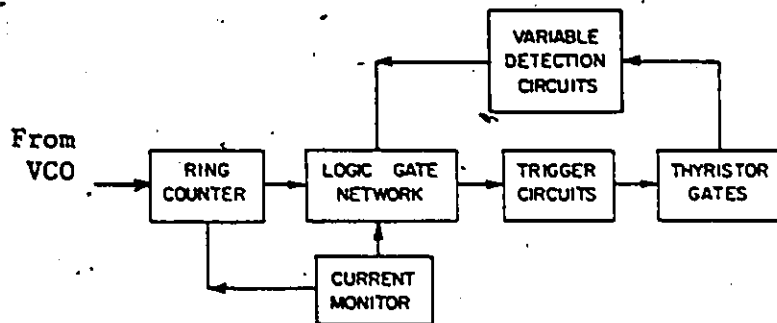 VARIABLE
DETECTION
CIRCUITS
From
VCO
RING
COUNTER
LOGIC GATE
NETWORK
TRIGGER
CIRCUITS
THYRISTOR
GATES
CURRENT
MONITOR